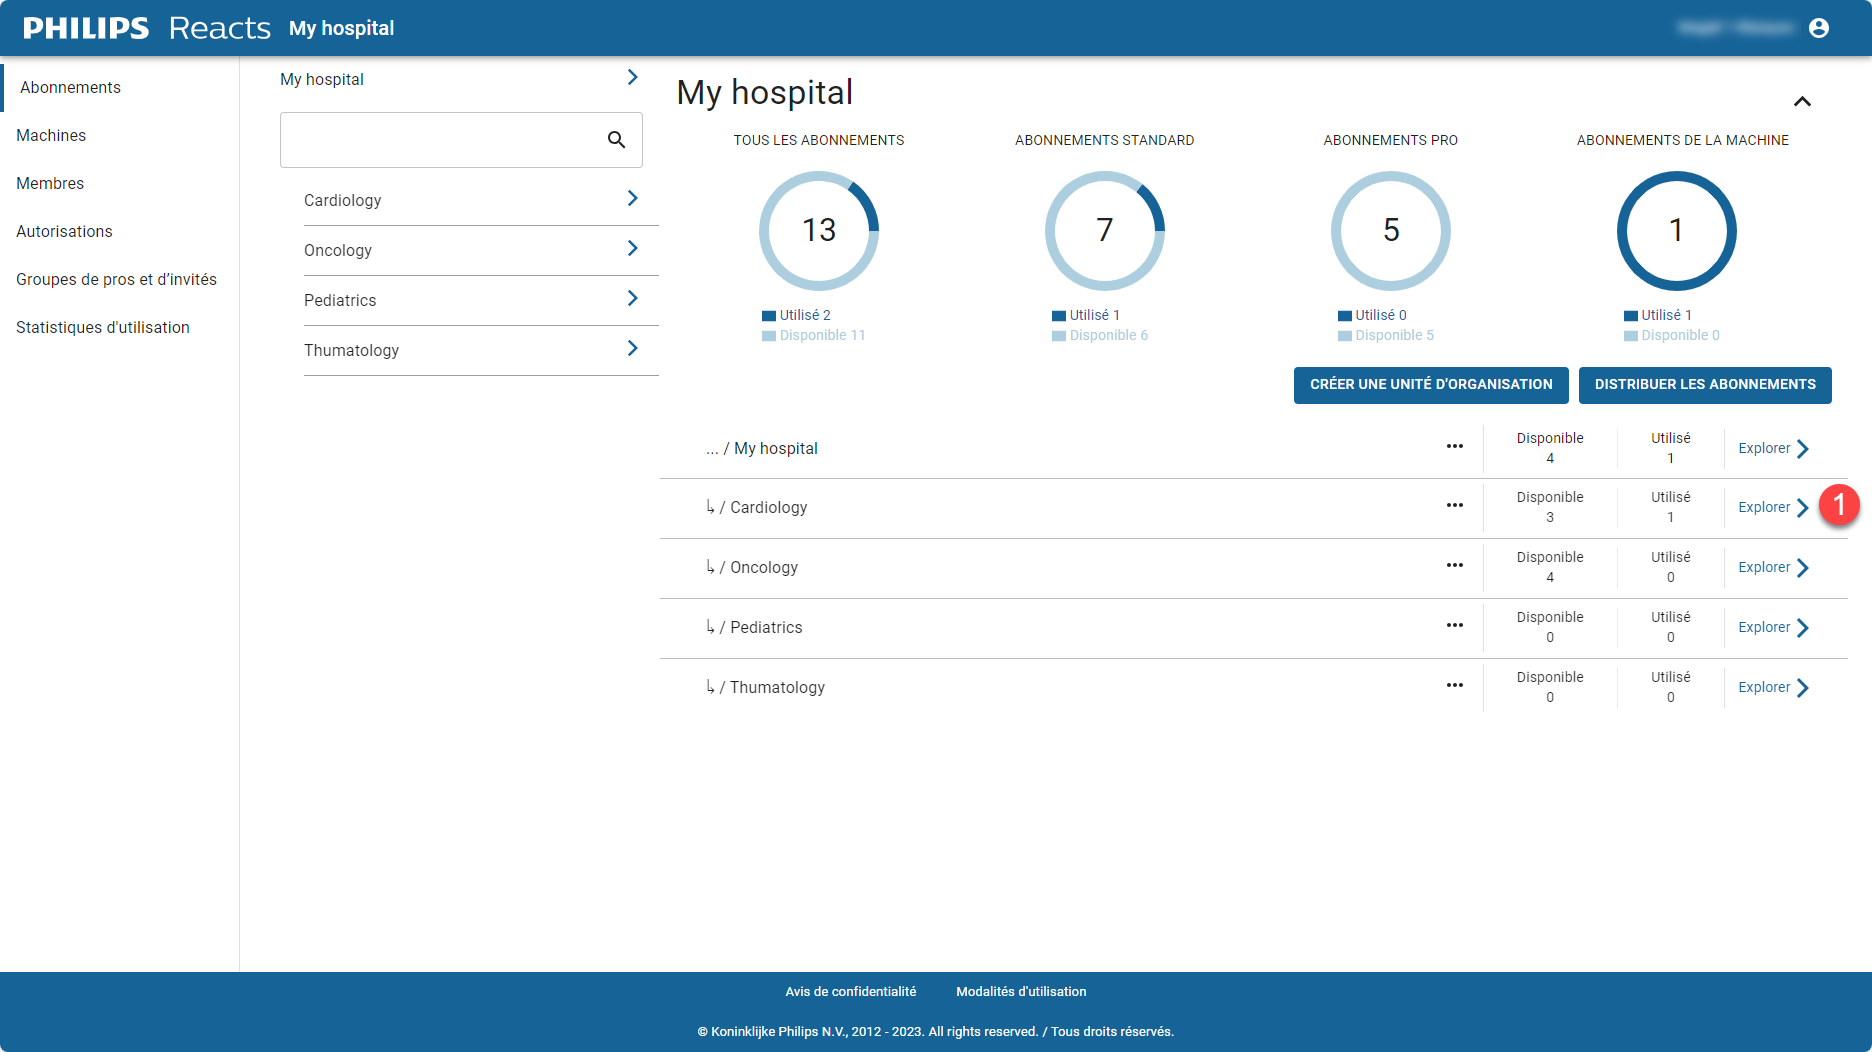 PHILIPS Reacts My hospital
Abonnements
Machines
Membres
Autorisations
Groupes de pros et d’invités
Statistiques d'utilisation
My hospital
Cardiology
Oncology
Pediatrics
Thumatology
My hospital
TOUS LES ABONNEMENTS
13
Utilisé 2
Disponible 11
ABONNEMENTS STANDARD
7
Utilisé 1
Disponible 6
ABONNEMENTS PRO
5
Utilisé 0
Disponible 5
ABONNEMENTS DE LA MACHINE
1
Utilisé 1
Disponible 0
CRÉER UNE UNITÉ D'ORGANISATION
DISTRIBUER LES ABONNEMENTS
... / My hospital ••• Disponible 4 Utilisé 1 Explorer
↳ / Cardiology ••• Disponible 3 Utilisé 1 Explorer 1
↳ / Oncology ••• Disponible 4 Utilisé 0 Explorer
↳ / Pediatrics ••• Disponible 0 Utilisé 0 Explorer
↳ / Thumatology ••• Disponible 0 Utilisé 0 Explorer
Avis de confidentialité Modalités d'utilisation
© Koninklijke Philips N.V., 2012 - 2023. All rights reserved. / Tous droits réservés.